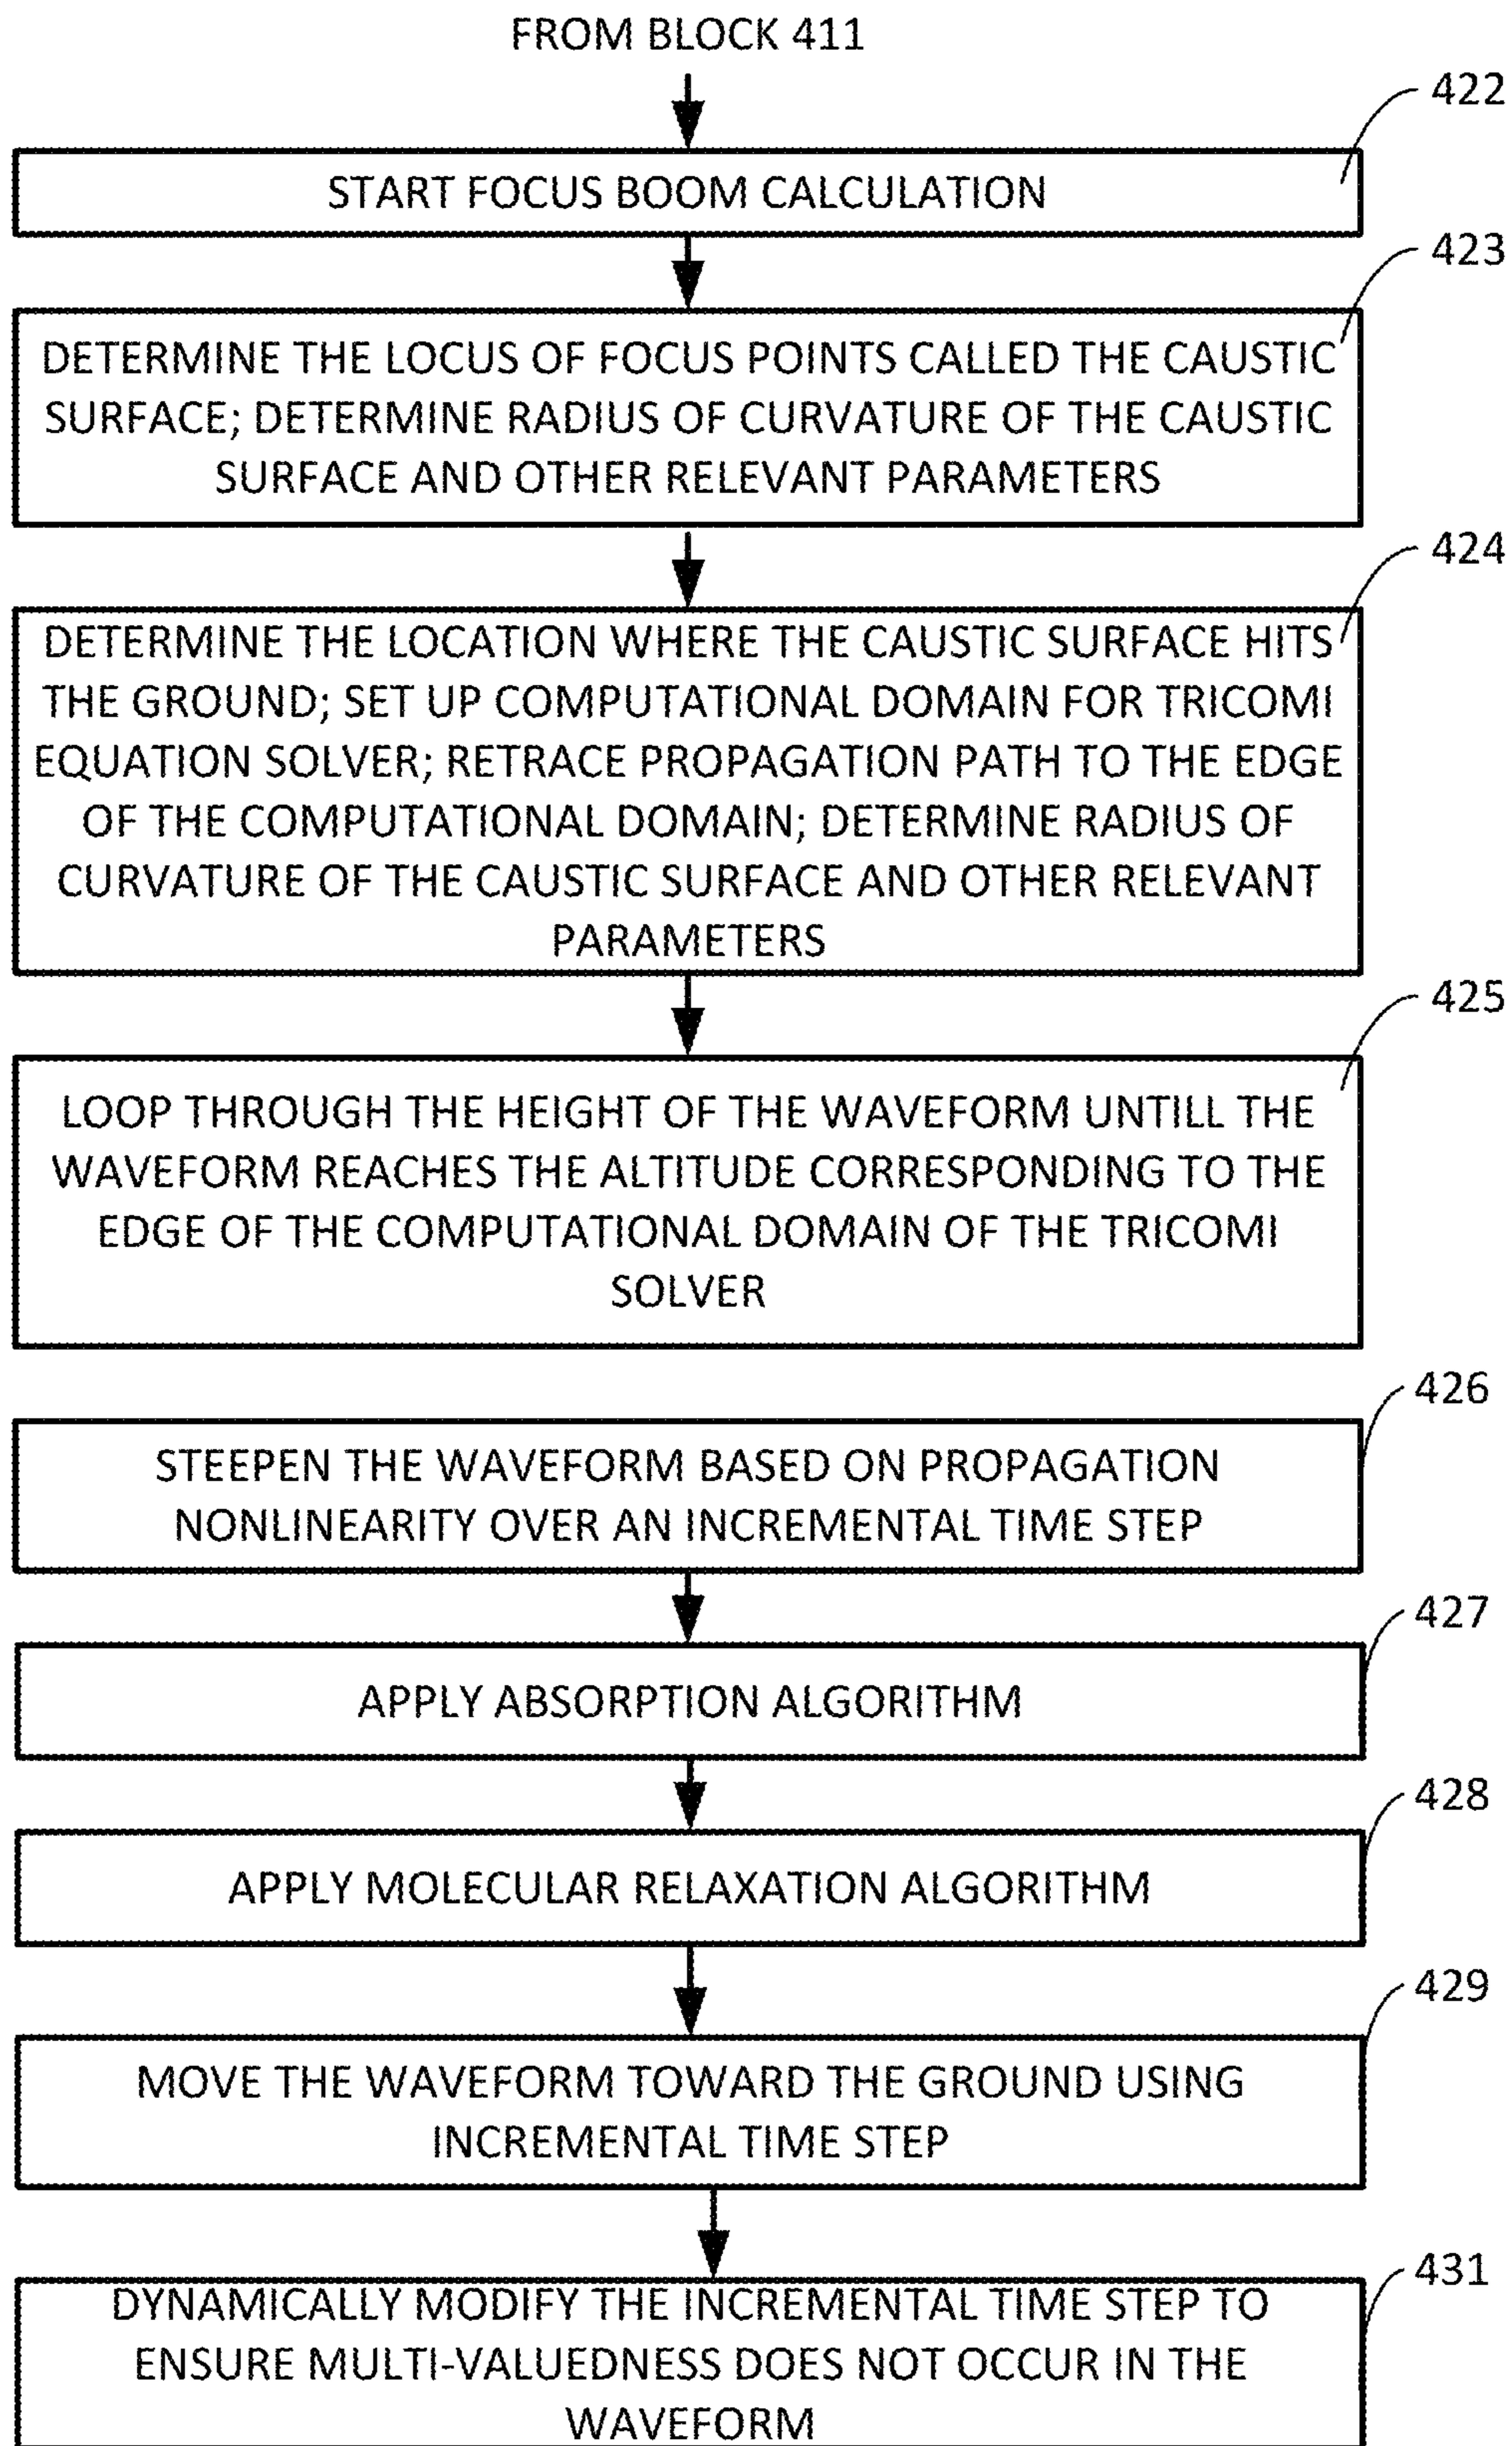 FROM BLOCK 411
422
START FOCUS BOOM CALCULATION
423
DETERMINE THE LOCUS OF FOCUS POINTS CALLED THE CAUSTIC
SURFACE; DETERMINE RADIUS OF CURVATURE OF THE CAUSTIC
SURFACE AND OTHER RELEVANT PARAMETERS
424
DETERMINE THE LOCATION WHERE THE CAUSTIC SURFACE HITS
THE GROUND; SET UP COMPUTATIONAL DOMAIN FOR TRICOMI
EQUATION SOLVER; RETRACE PROPAGATION PATH TO THE EDGE
OF THE COMPUTATIONAL DOMAIN; DETERMINE RADIUS OF
CURVATURE OF THE CAUSTIC SURFACE AND OTHER RELEVANT
PARAMETERS
425
LOOP THROUGH THE HEIGHT OF THE WAVEFORM UNTILL THE
WAVEFORM REACHES THE ALTITUDE CORRESPONDING TO THE
EDGE OF THE COMPUTATIONAL DOMAIN OF THE TRICOMI
SOLVER
426
STEEPEN THE WAVEFORM BASED ON PROPAGATION
NONLINEARITY OVER AN INCREMENTAL TIME STEP
427
APPLY ABSORPTION ALGORITHM
428
APPLY MOLECULAR RELAXATION ALGORITHM
429
MOVE THE WAVEFORM TOWARD THE GROUND USING
INCREMENTAL TIME STEP
431
DYNAMICALLY MODIFY THE INCREMENTAL TIME STEP TO
ENSURE MULTI-VALUEDNESS DOES NOT OCCUR IN THE
WAVEFORM